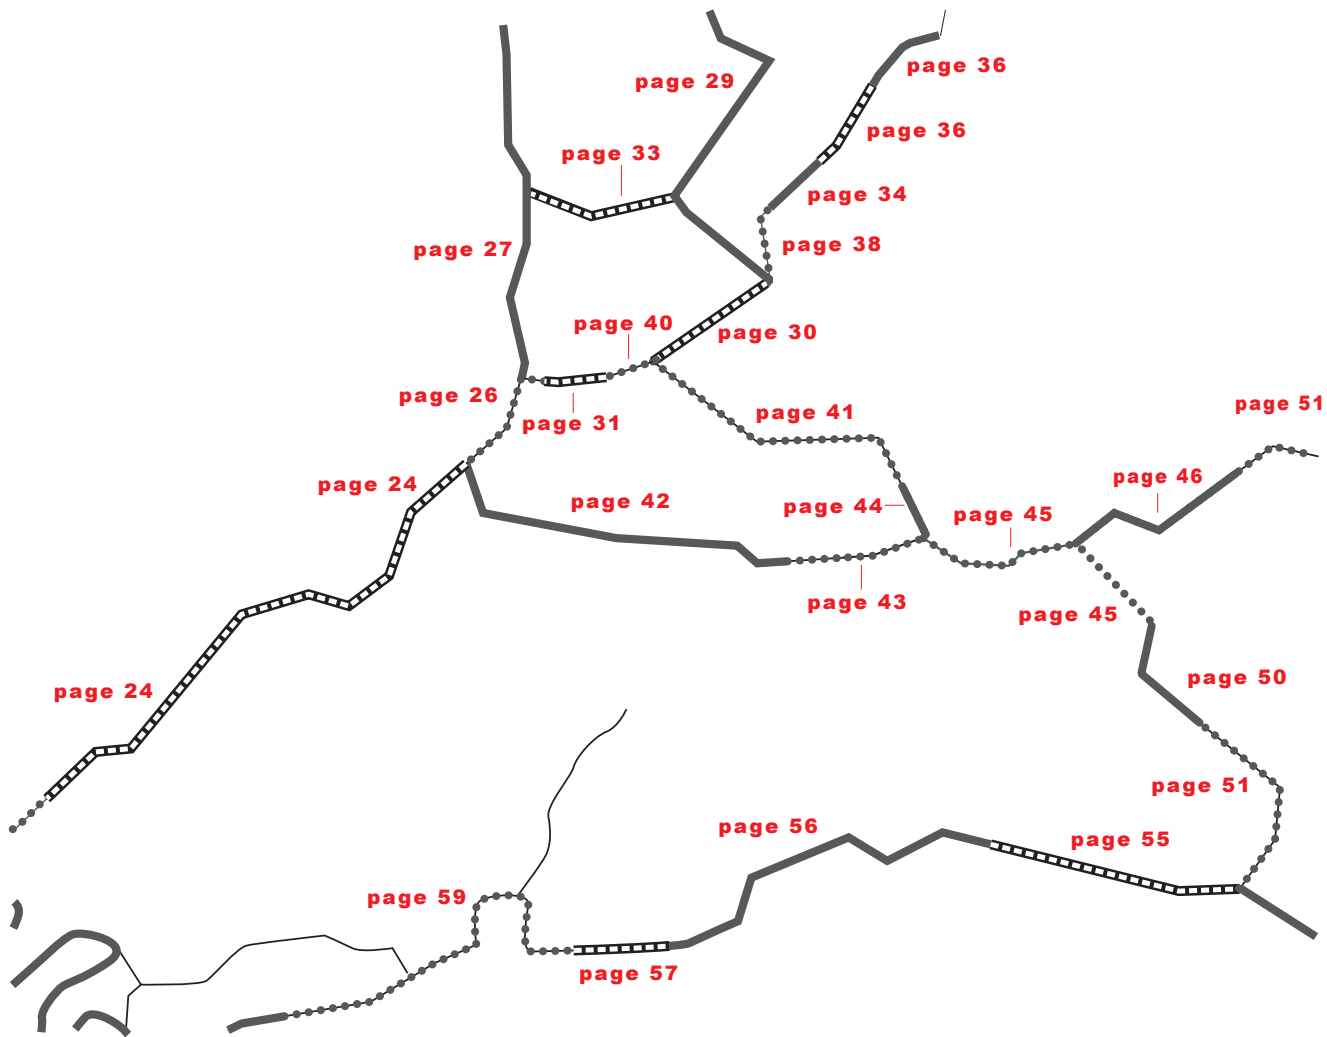 page 36
page 29
page 36
page 33
page 34
page 38
page 27
page 40
page 30
page 26
page 51
page 41
page 31
page 46
page 24
page 42
page 44
page 45
page 43
page 45
page 50
page 24
page 51
page 56
page 55
page 59
page 57